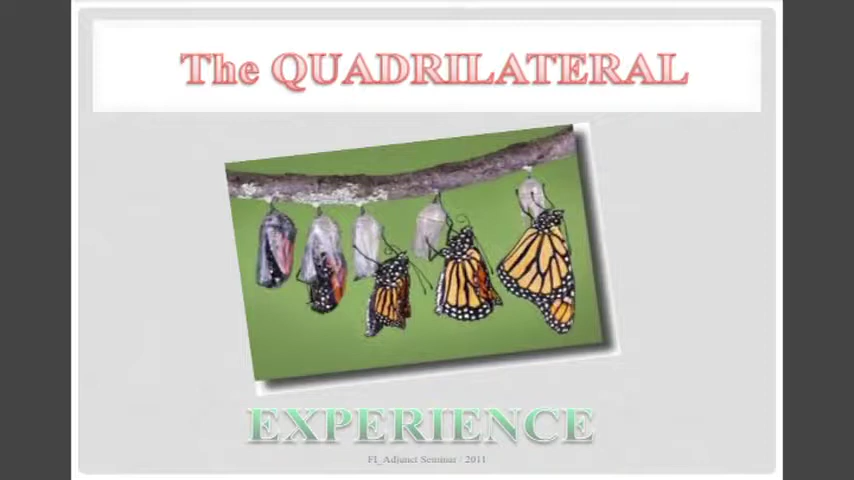 The QUADRILATERAL
EXPERIENCE
FI_Adjunct Seminar / 2011